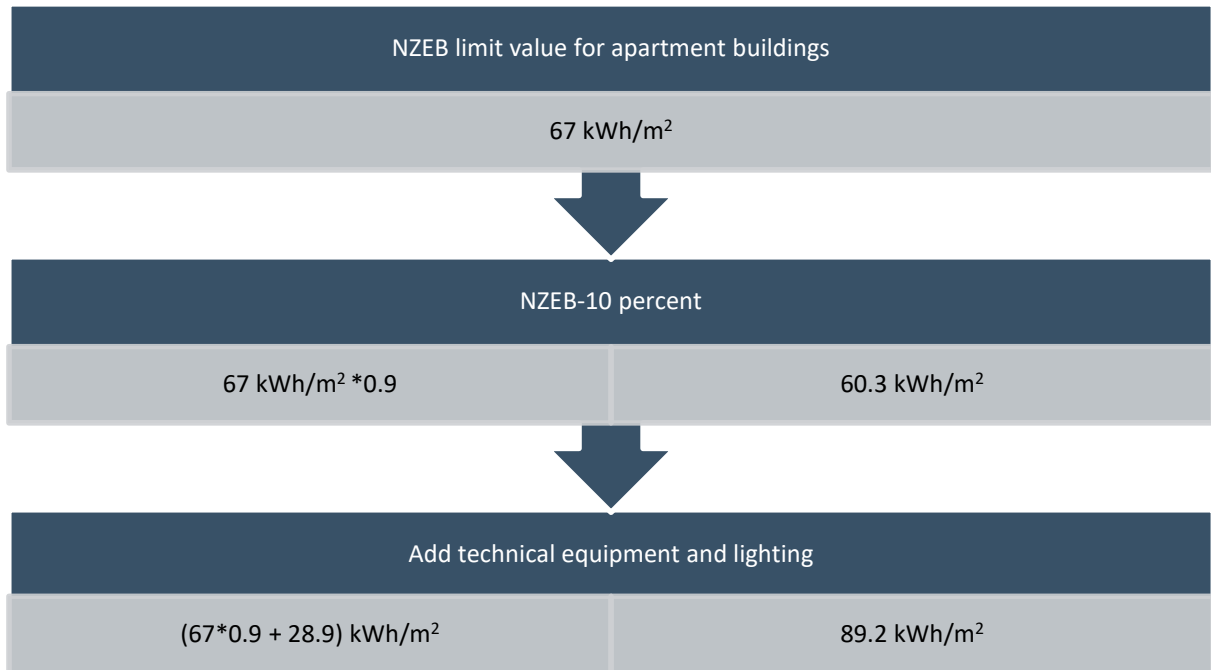 NZEB limit value for apartment buildings
67 kWh/m²
NZEB-10 percent
67 kWh/m² *0.9
60.3 kWh/m²
Add technical equipment and lighting
(67*0.9 + 28.9) kWh/m²
89.2 kWh/m²